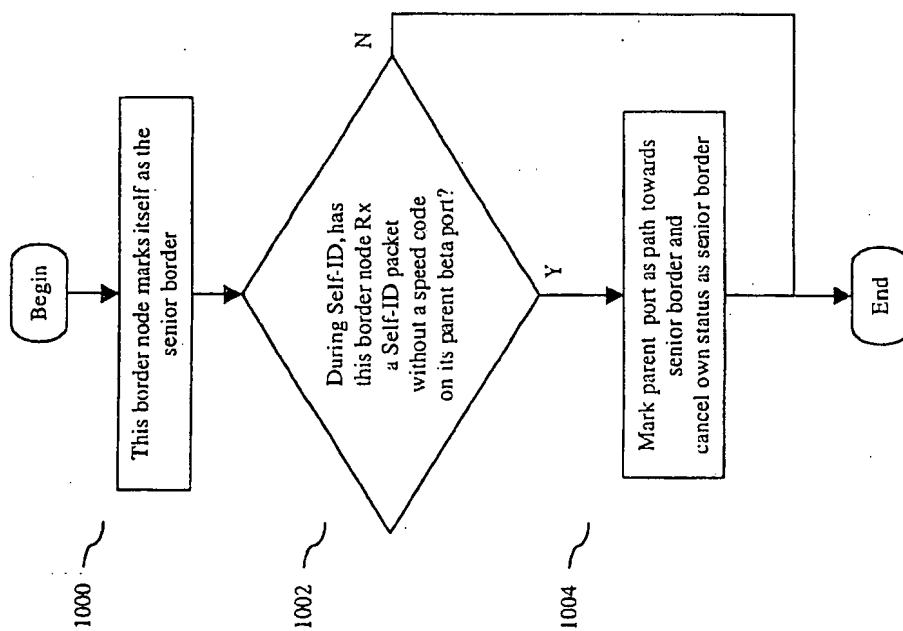 Begin
1000
This border node marks itself as the
senior border
1002
During Self-ID, has
this border node Rx
a Self-ID packet
without a speed code
on its parent beta port?
N
Y
1004
Mark parent port as path towards
senior border and
cancel own status as senior border
End